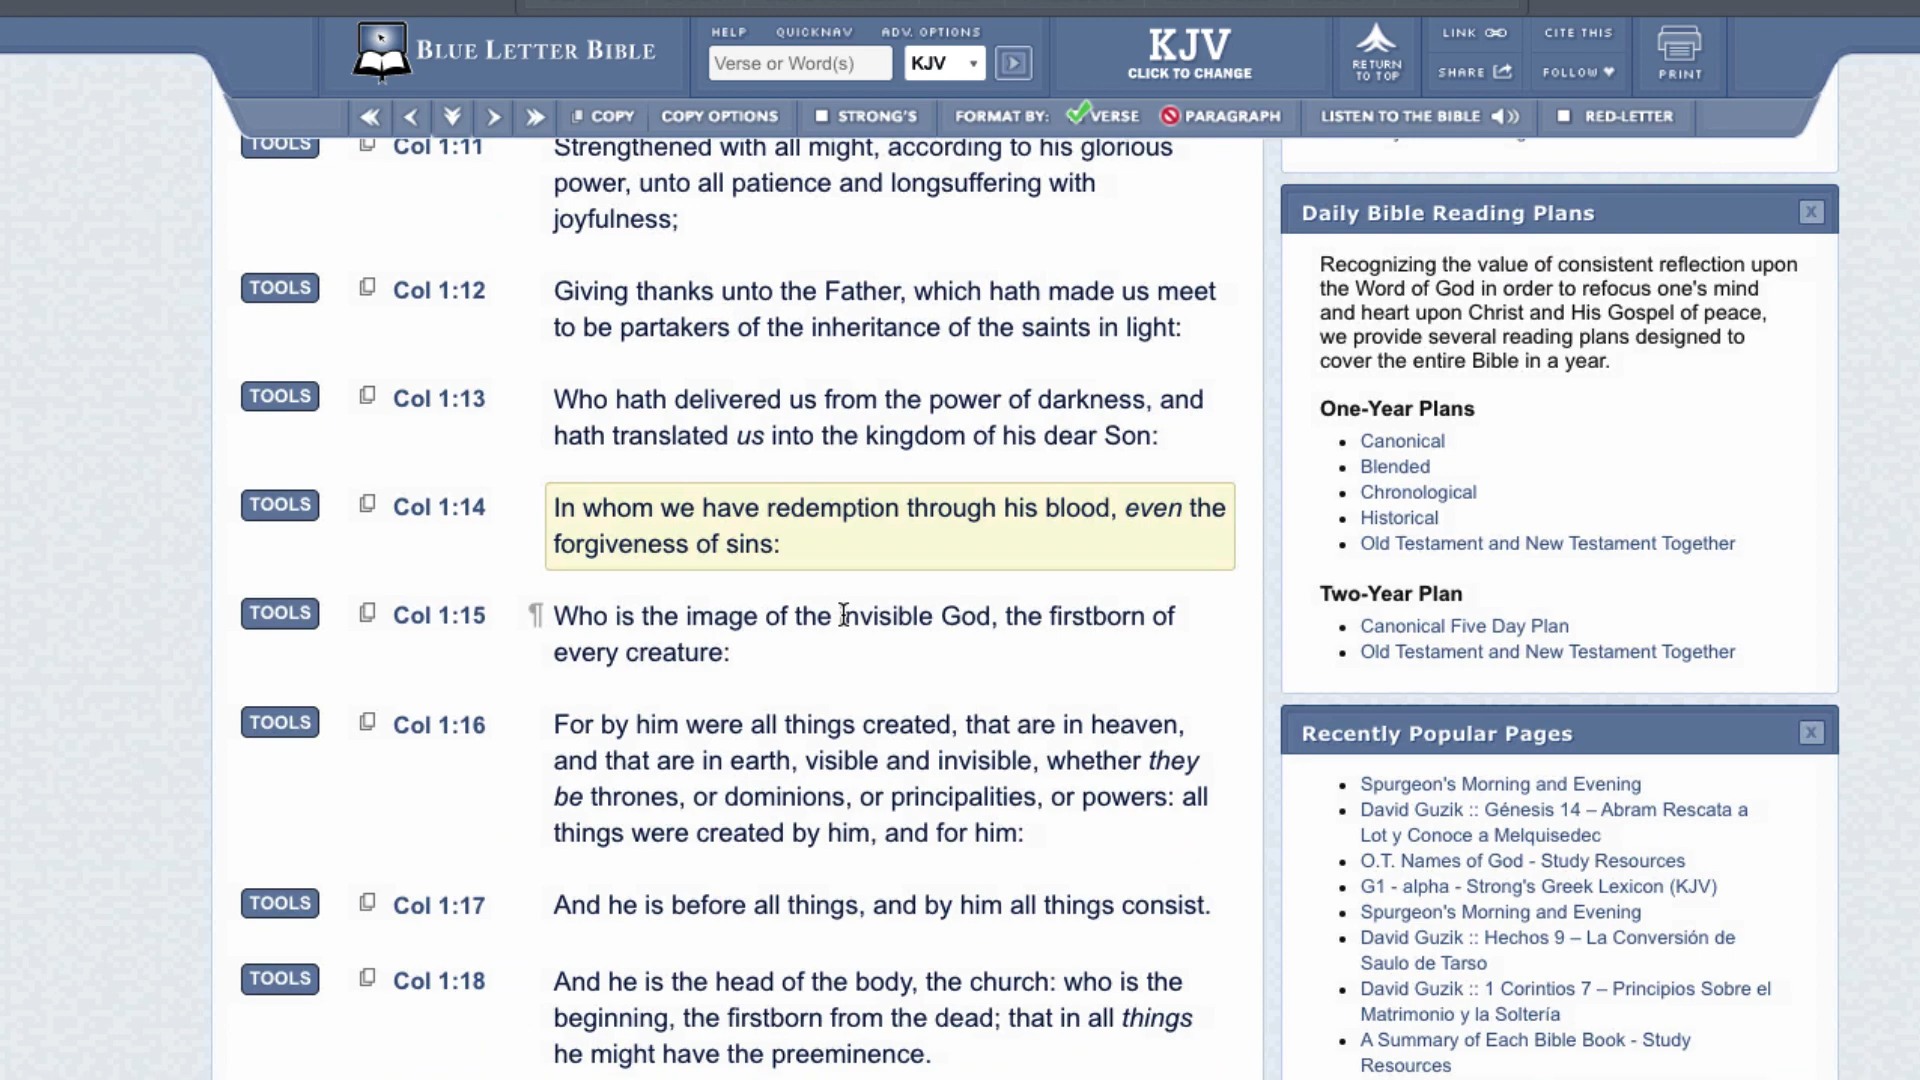 BLUE LETTER BIBLE
HELP QUICKNAV ADV. OPTIONS
Verse or Word(s) KJV
KJV
CLICK TO CHANGE
RETURN
TO TOP
LINK
SHARE
CITE THIS
FOLLOW
PRINT
COPY COPY OPTIONS STRONG'S FORMAT BY: VERSE PARAGRAPH LISTEN TO THE BIBLE RED-LETTER
TOOLS Col 1:11 Strengthened with all might, according to his glorious
power, unto all patience and longsuffering with
joyfulness;
TOOLS Col 1:12 Giving thanks unto the Father, which hath made us meet
to be partakers of the inheritance of the saints in light:
TOOLS Col 1:13 Who hath delivered us from the power of darkness, and
hath translated us into the kingdom of his dear Son:
TOOLS Col 1:14 In whom we have redemption through his blood, even the
forgiveness of sins:
TOOLS Col 1:15 ¶ Who is the image of the invisible God, the firstborn of
every creature:
TOOLS Col 1:16 For by him were all things created, that are in heaven,
and that are in earth, visible and invisible, whether they
be thrones, or dominions, or principalities, or powers: all
things were created by him, and for him:
TOOLS Col 1:17 And he is before all things, and by him all things consist.
TOOLS Col 1:18 And he is the head of the body, the church: who is the
beginning, the firstborn from the dead; that in all things
he might have the preeminence.
Daily Bible Reading Plans X
Recognizing the value of consistent reflection upon
the Word of God in order to refocus one's mind
and heart upon Christ and His Gospel of peace,
we provide several reading plans designed to
cover the entire Bible in a year.
One-Year Plans
• Canonical
• Blended
• Chronological
• Historical
• Old Testament and New Testament Together
Two-Year Plan
• Canonical Five Day Plan
• Old Testament and New Testament Together
Recently Popular Pages X
• Spurgeon's Morning and Evening
• David Guzik :: Génesis 14 – Abram Rescata a
Lot y Conoce a Melquisedec
• O.T. Names of God - Study Resources
• G1 - alpha - Strong's Greek Lexicon (KJV)
• Spurgeon's Morning and Evening
• David Guzik :: Hechos 9 – La Conversión de
Saulo de Tarso
• David Guzik :: 1 Corintios 7 – Principios Sobre el
Matrimonio y la Soltería
• A Summary of Each Bible Book - Study
Resources